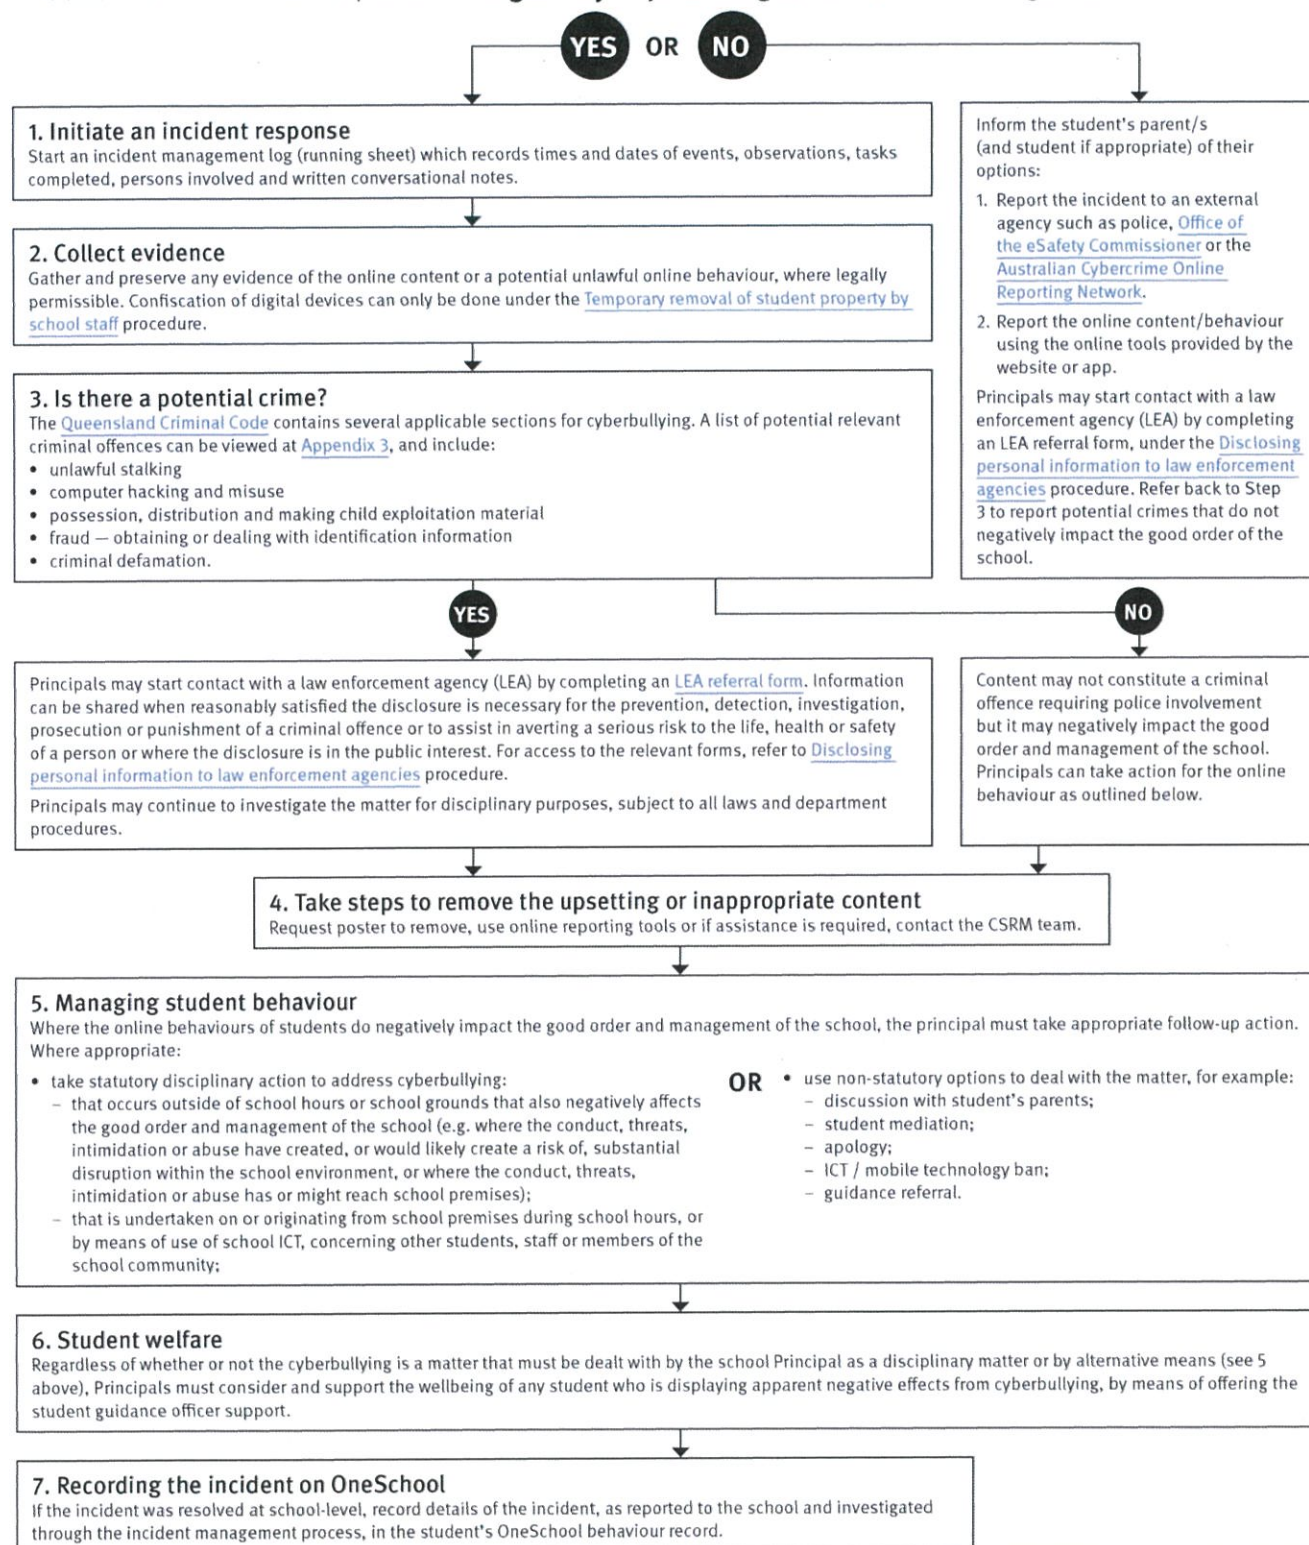 YES OR NO
1. Initiate an incident response
Start an incident management log (running sheet) which records times and dates of events, observations, tasks
completed, persons involved and written conversational notes.
Inform the student's parent/s
(and student if appropriate) of their
options:
1. Report the incident to an external
agency such as police, Office of
the eSafety Commissioner or the
Australian Cybercrime Online
Reporting Network.
2. Report the online content/behaviour
using the online tools provided by the
website or app.
Principals may start contact with a law
enforcement agency (LEA) by completing
an LEA referral form, under the Disclosing
personal information to law enforcement
agencies procedure. Refer back to Step
3 to report potential crimes that do not
negatively impact the good order of the
school.
2. Collect evidence
Gather and preserve any evidence of the online content or a potential unlawful online behaviour, where legally
permissible. Confiscation of digital devices can only be done under the Temporary removal of student property by
school staff procedure.
3. Is there a potential crime?
The Queensland Criminal Code contains several applicable sections for cyberbullying. A list of potential relevant
criminal offences can be viewed at Appendix 3, and include:
• unlawful stalking
• computer hacking and misuse
• possession, distribution and making child exploitation material
• fraud — obtaining or dealing with identification information
• criminal defamation.
YES
NO
Principals may start contact with a law enforcement agency (LEA) by completing an LEA referral form. Information
can be shared when reasonably satisfied the disclosure is necessary for the prevention, detection, investigation,
prosecution or punishment of a criminal offence or to assist in averting a serious risk to the life, health or safety
of a person or where the disclosure is in the public interest. For access to the relevant forms, refer to Disclosing
personal information to law enforcement agencies procedure.
Principals may continue to investigate the matter for disciplinary purposes, subject to all laws and department
procedures.
Content may not constitute a criminal
offence requiring police involvement
but it may negatively impact the good
order and management of the school.
Principals can take action for the online
behaviour as outlined below.
4. Take steps to remove the upsetting or inappropriate content
Request poster to remove, use online reporting tools or if assistance is required, contact the CSRM team.
5. Managing student behaviour
Where the online behaviours of students do negatively impact the good order and management of the school, the principal must take appropriate follow-up action.
Where appropriate:
• take statutory disciplinary action to address cyberbullying:
– that occurs outside of school hours or school grounds that also negatively affects
the good order and management of the school (e.g. where the conduct, threats,
intimidation or abuse have created, or would likely create a risk of, substantial
disruption within the school environment, or where the conduct, threats,
intimidation or abuse has or might reach school premises);
– that is undertaken on or originating from school premises during school hours, or
by means of use of school ICT, concerning other students, staff or members of the
school community;
OR
• use non-statutory options to deal with the matter, for example:
– discussion with student's parents;
– student mediation;
– apology;
– ICT / mobile technology ban;
– guidance referral.
6. Student welfare
Regardless of whether or not the cyberbullying is a matter that must be dealt with by the school Principal as a disciplinary matter or by alternative means (see 5
above), Principals must consider and support the wellbeing of any student who is displaying apparent negative effects from cyberbullying, by means of offering the
student guidance officer support.
7. Recording the incident on OneSchool
If the incident was resolved at school-level, record details of the incident, as reported to the school and investigated
through the incident management process, in the student's OneSchool behaviour record.